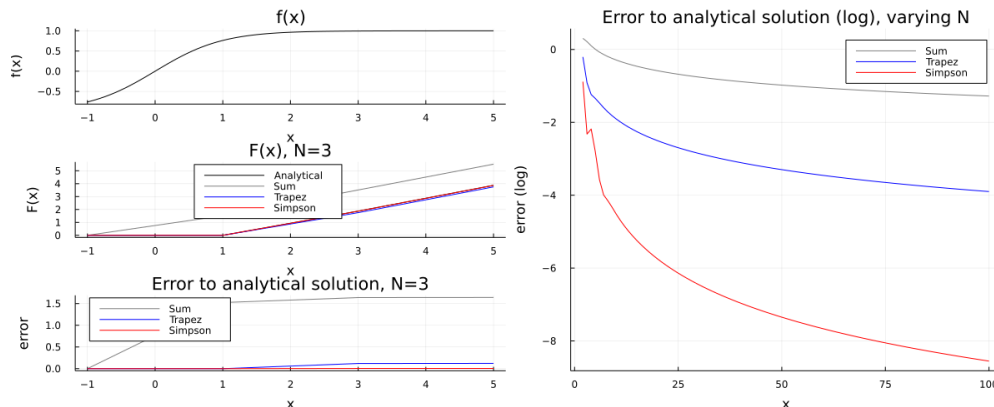 f(x)
f(x)
1.0
0.5
0.0
−0.5
−1 0 1 2 3 4 5
x
F(x), N=3
F(x)
5
4
3
2
1
0
Analytical
Sum
Trapez
Simpson
−1 0 1 2 3 4 5
x
Error to analytical solution, N=3
error
1.5
1.0
0.5
0.0
Sum
Trapez
Simpson
−1 0 1 2 3 4 5
x
Error to analytical solution (log), varying N
error (log)
0
−2
−4
−6
−8
Sum
Trapez
Simpson
0 25 50 75 100
x